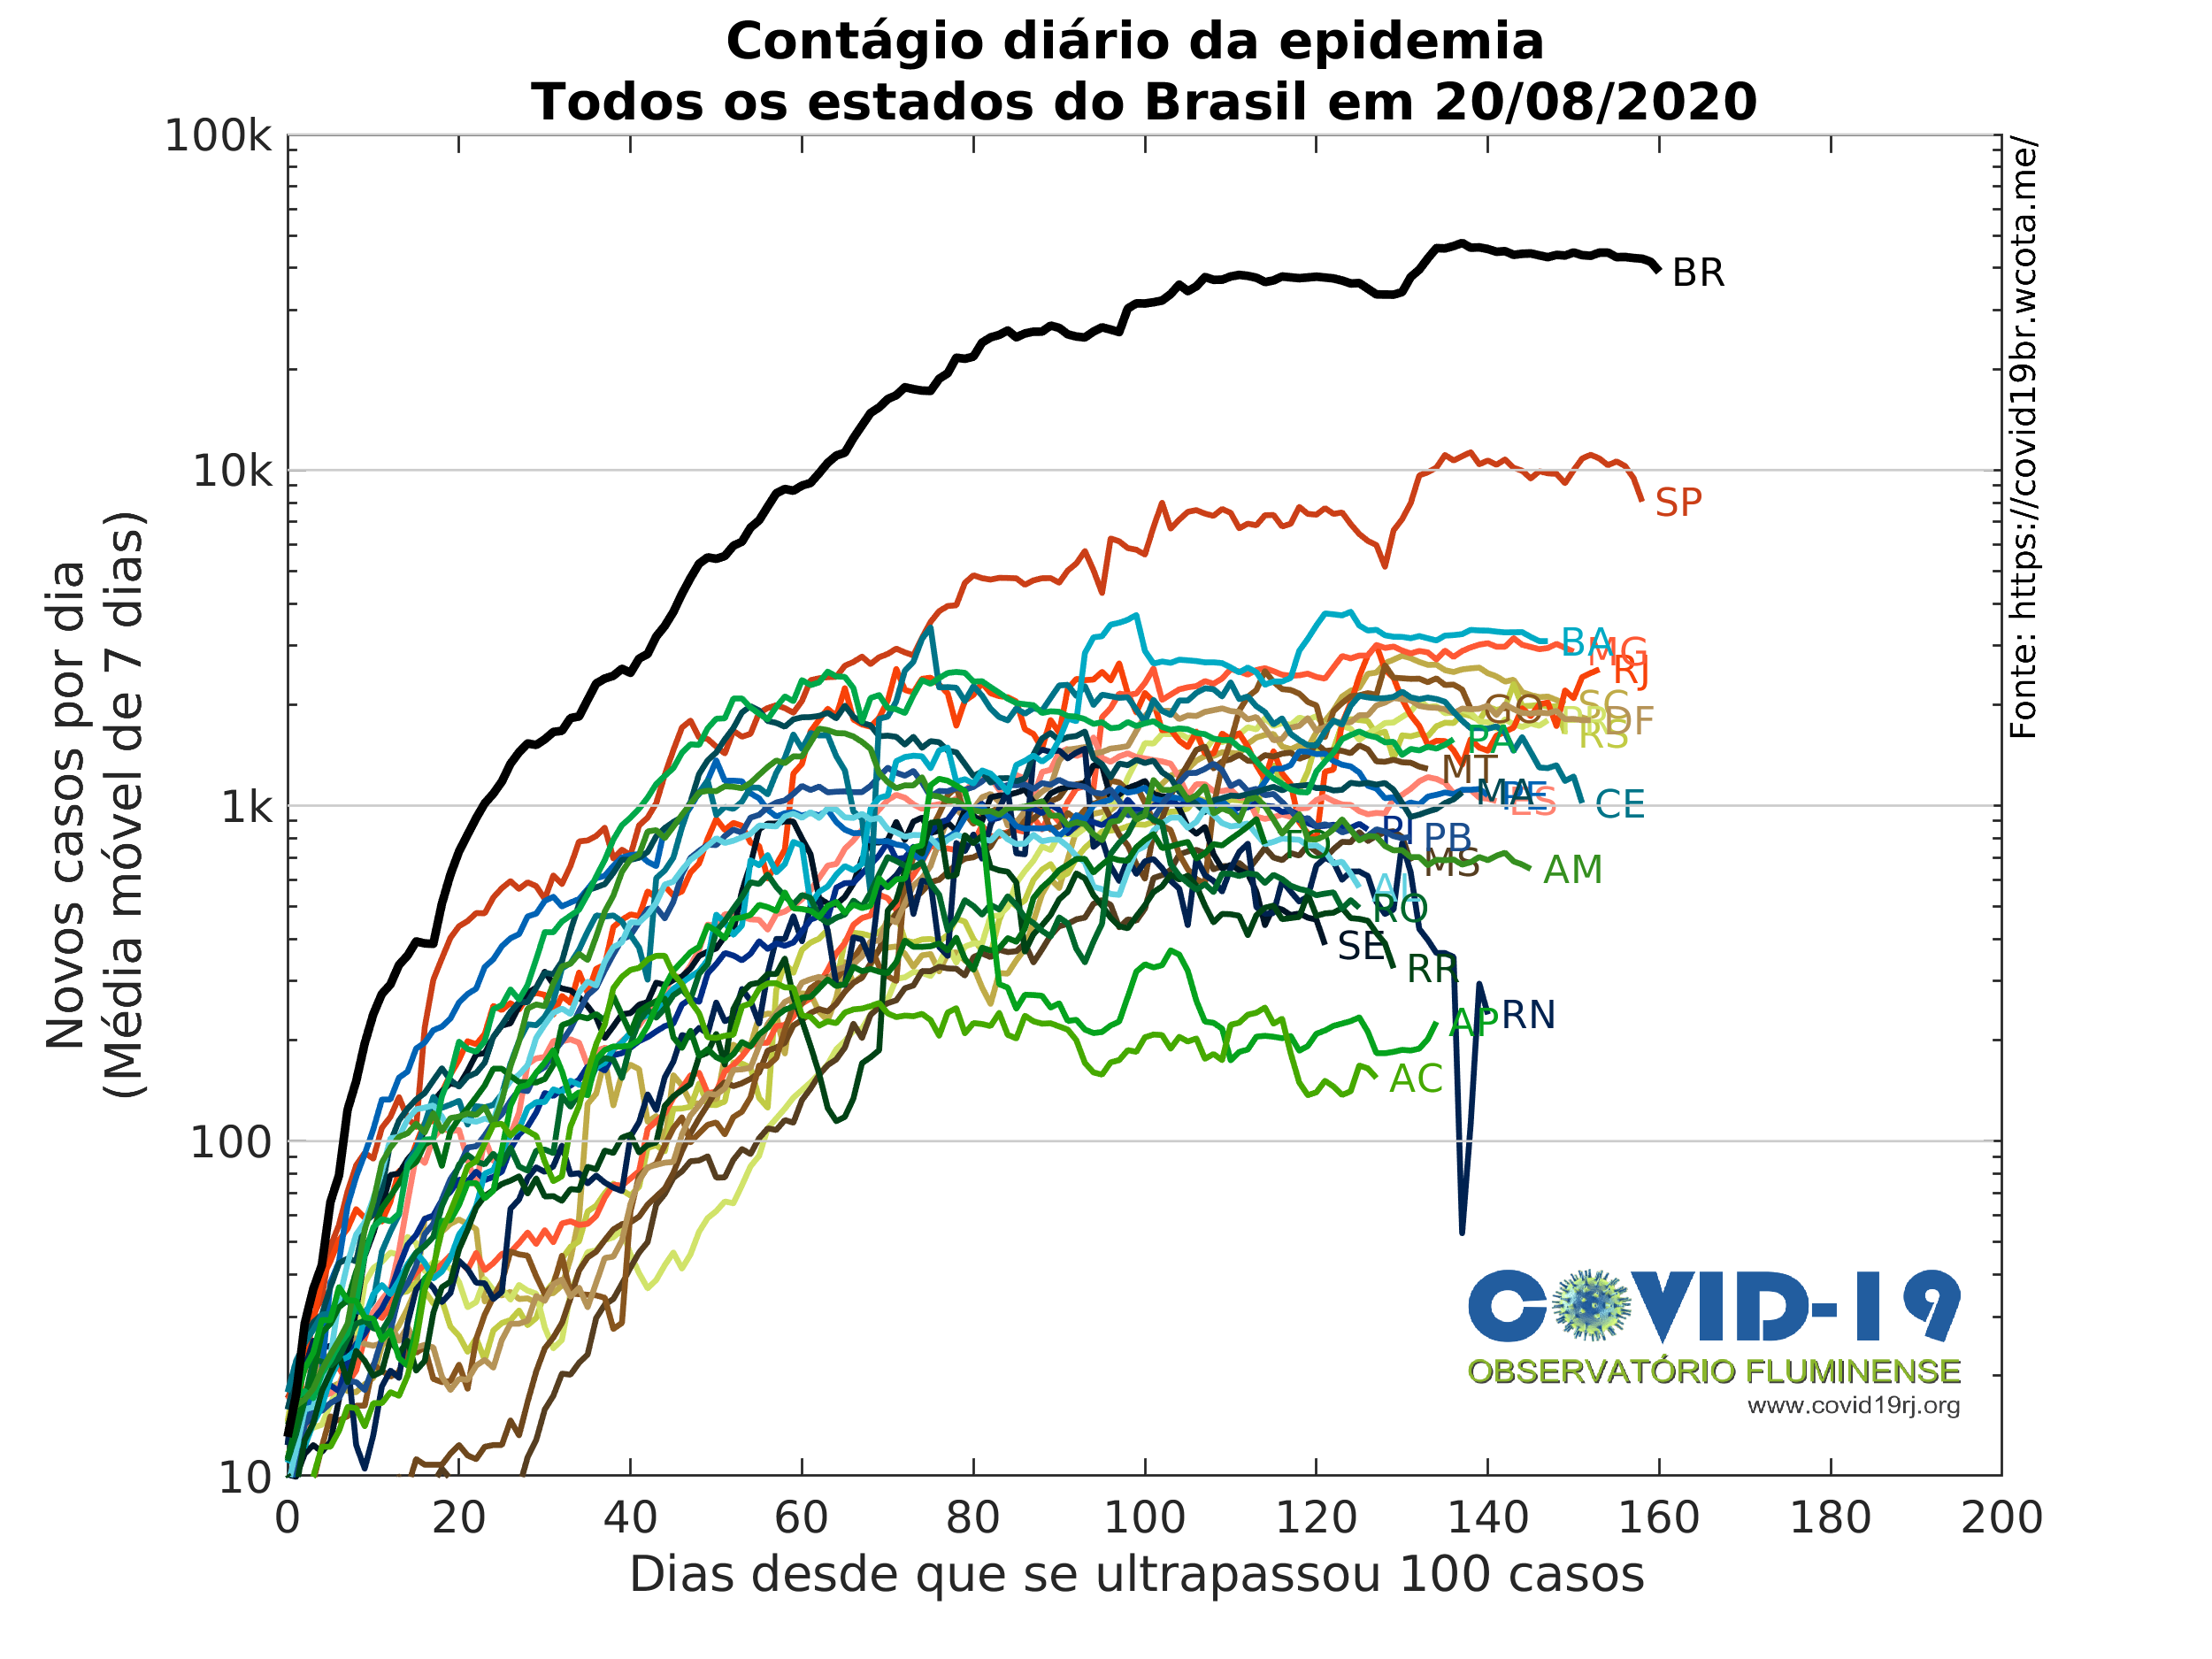 Contágio diário da epidemia
Todos os estados do Brasil em 20/08/2020
100k
10k
1k
100
10
Novos casos por dia
(Média móvel de 7 dias)
0 20 40 60 80 100 120 140 160 180 200
Dias desde que se ultrapassou 100 casos
Fonte: https://covid19br.wcota.me/
BR
SP
BA
MG
RJ
SC
GO
DF
RS
PA
MT
MA
PE
ES
CE
PI
PB
TO
MS
AM
AL
RO
SE
RR
RN
AP
AC
COVID-19
OBSERVATÓRIO FLUMINENSE
www.covid19rj.org